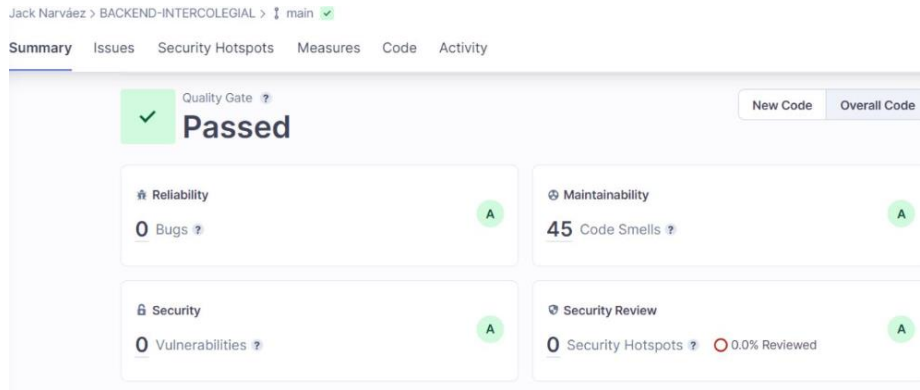 Jack Narváez > BACKEND-INTERCOLEGIAL > main
Summary Issues Security Hotspots Measures Code Activity
Quality Gate ?
Passed
New Code Overall Code
Reliability
0 Bugs ?
A
Maintainability
45 Code Smells ?
A
Security
0 Vulnerabilities ?
A
Security Review
0 Security Hotspots ? 0.0% Reviewed
A